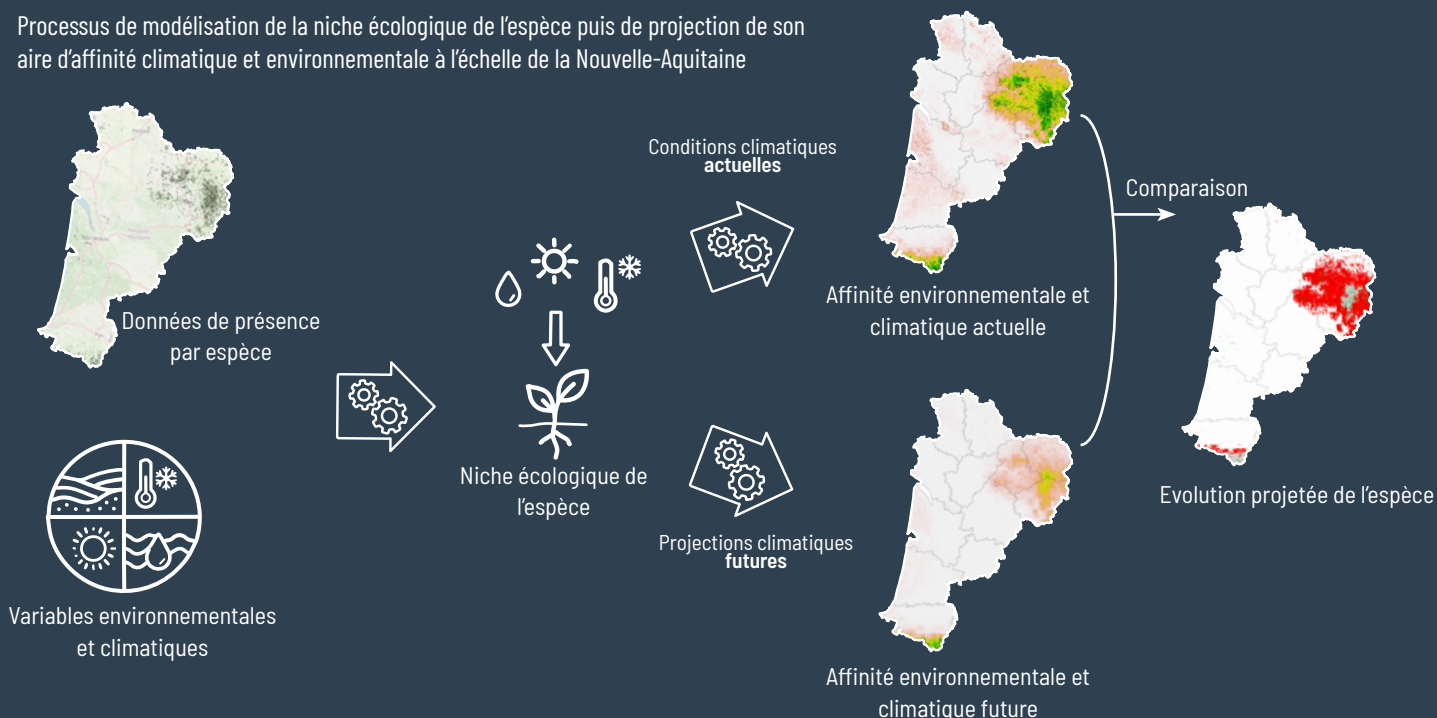 Processus de modélisation de la niche écologique de l'espèce puis de projection de son
aire d'affinité climatique et environnementale à l'échelle de la Nouvelle-Aquitaine
Données de présence
par espèce
Variables environnementales
et climatiques
Niche écologique de
l'espèce
Conditions climatiques
actuelles
Affinité environnementale et
climatique actuelle
Projections climatiques
futures
Affinité environnementale et
climatique future
Comparaison
Evolution projetée de l'espèce